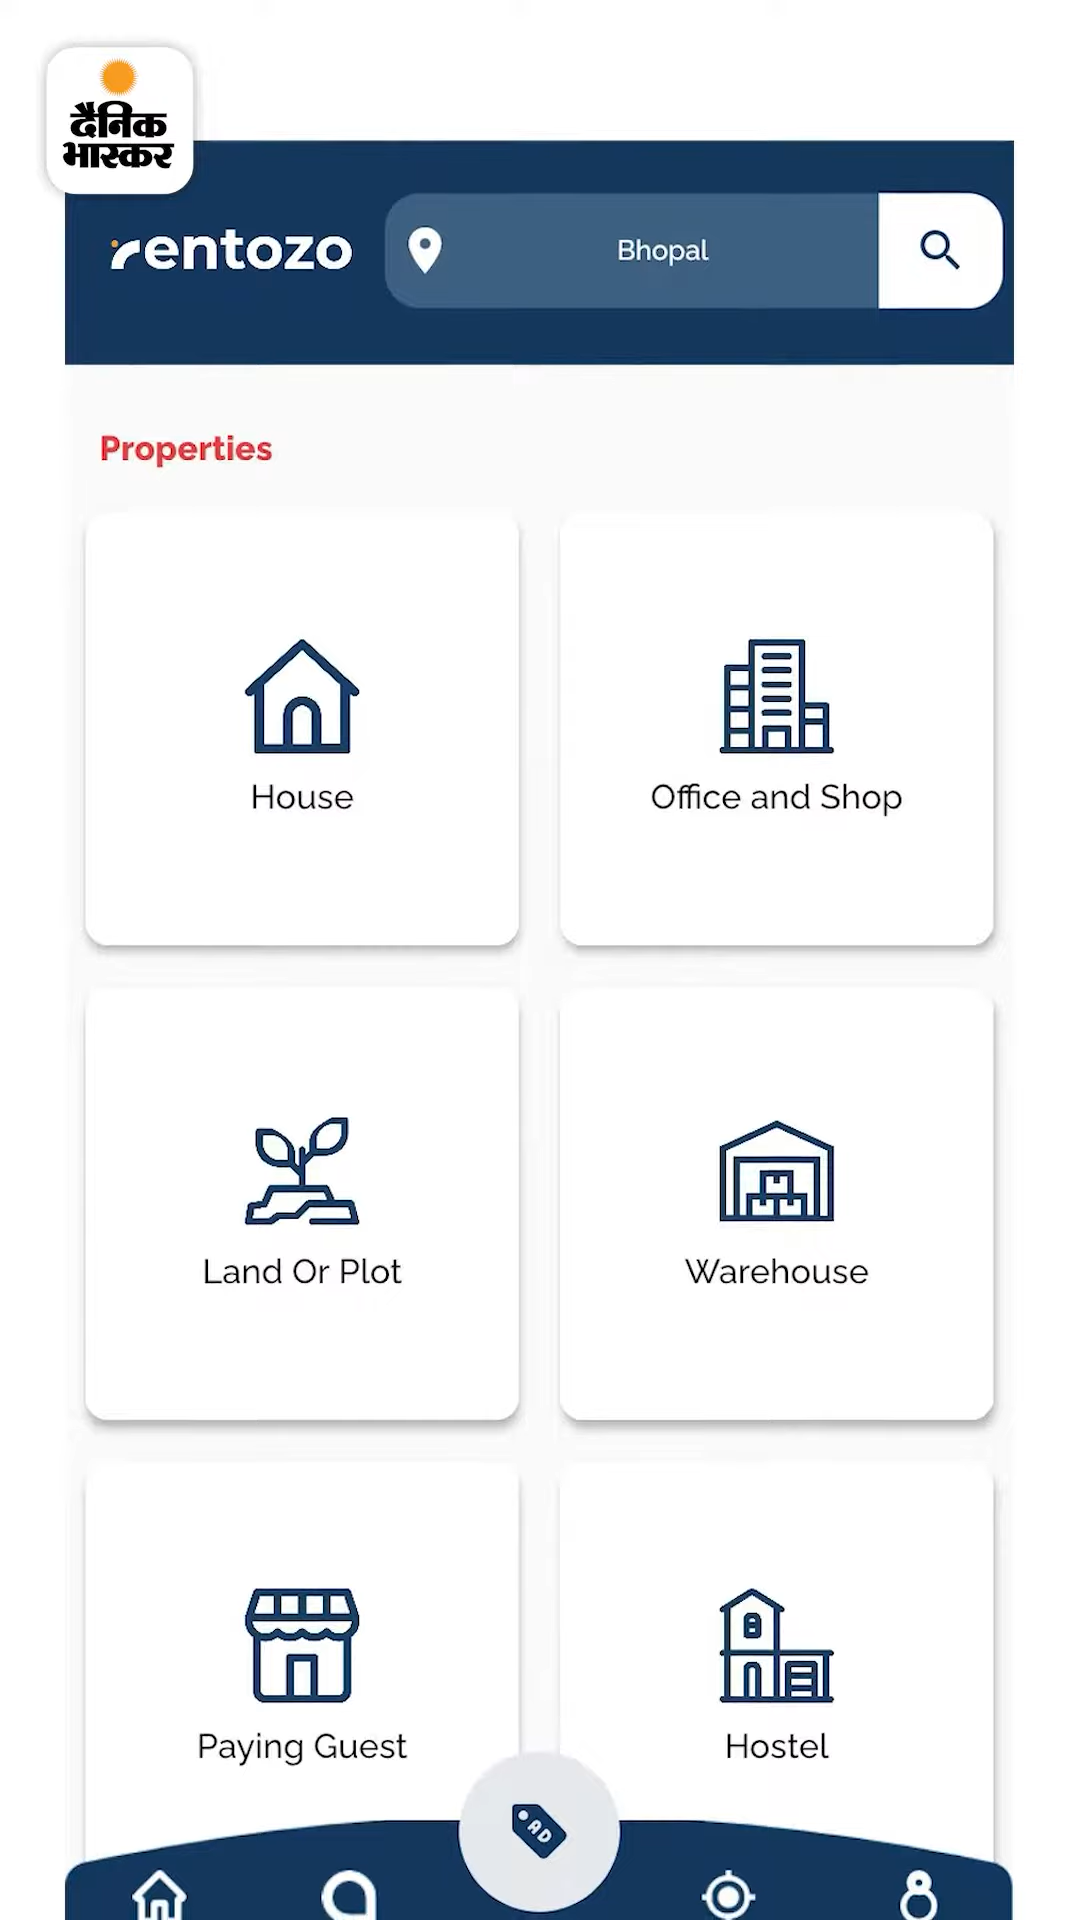 दैनिक
भास्कर
rentozo
Bhopal
Properties
House
Office and Shop
Land Or Plot
Warehouse
Paying Guest
Hostel
AD